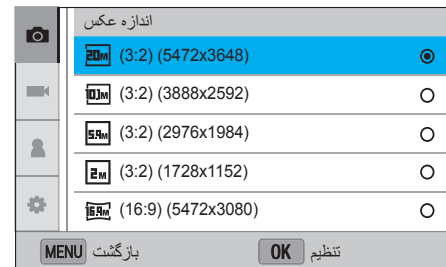 اندازه عکس
20M (3:2) (5472x3648)
10.1M (3:2) (3888x2592)
5.9M (3:2) (2976x1984)
2M (3:2) (1728x1152)
16.9M (16:9) (5472x3080)
تنظیم OK بازگشت MENU